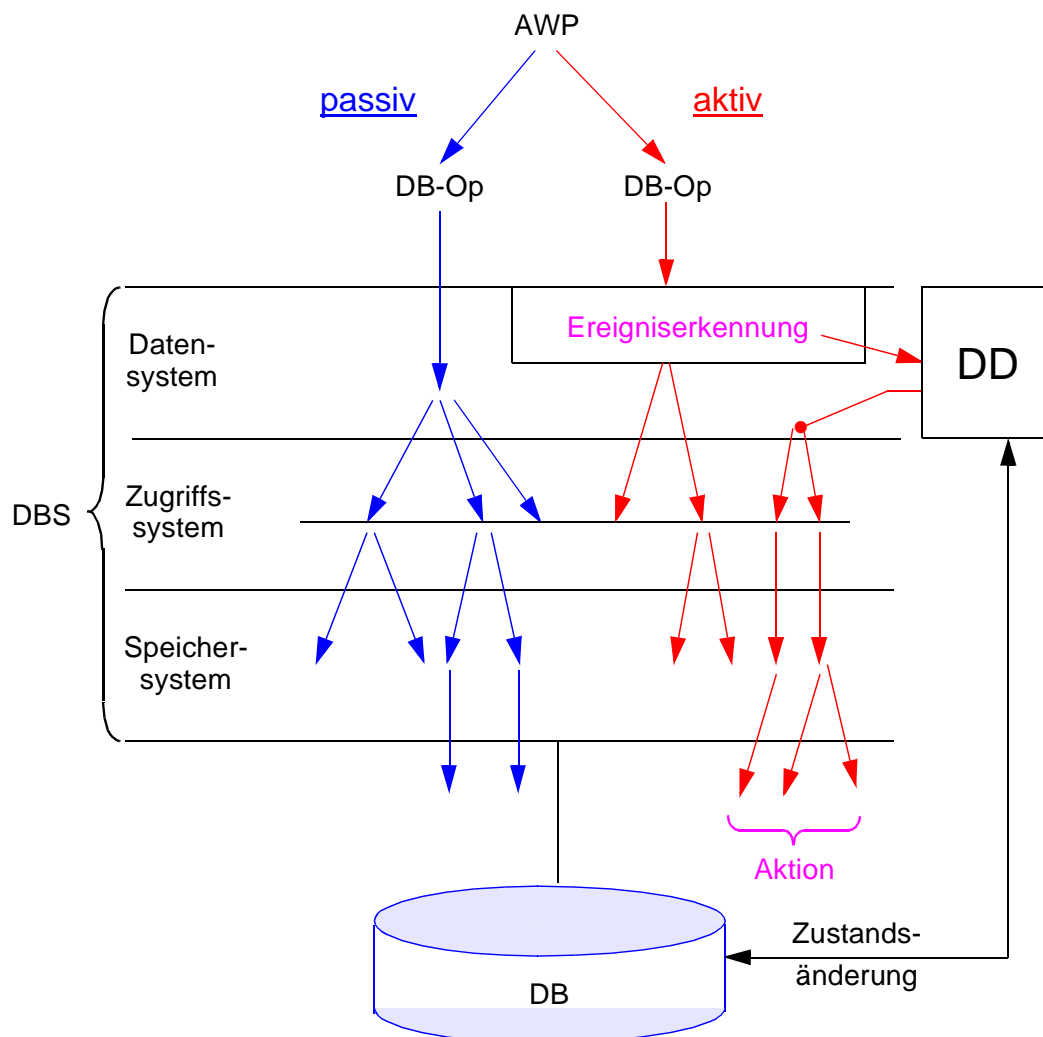 AWP
passiv
aktiv
DB-Op
DB-Op
Ereigniserkennung
Daten-
system
DD
Zugriffs-
system
DBS
Speicher-
system
Aktion
Zustands-
änderung
DB